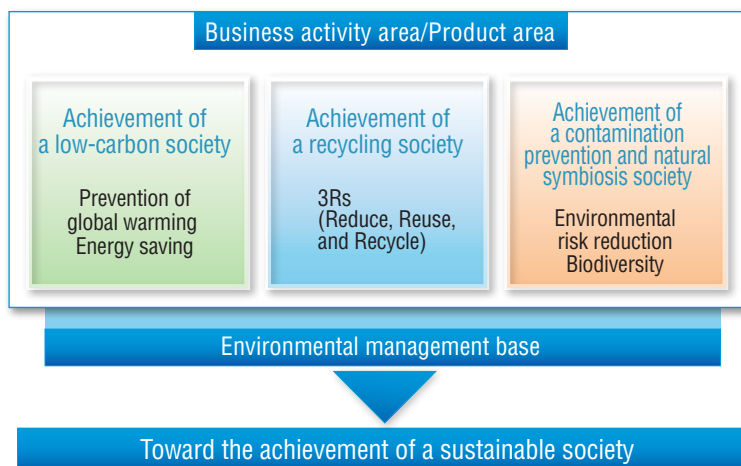 Business activity area/Product area
Achievement of
a low-carbon society
Prevention of
global warming
Energy saving
Achievement of
a recycling society
3Rs
(Reduce, Reuse,
and Recycle)
Achievement of
a contamination
prevention and natural
symbiosis society
Environmental
risk reduction
Biodiversity
Environmental management base
Toward the achievement of a sustainable society